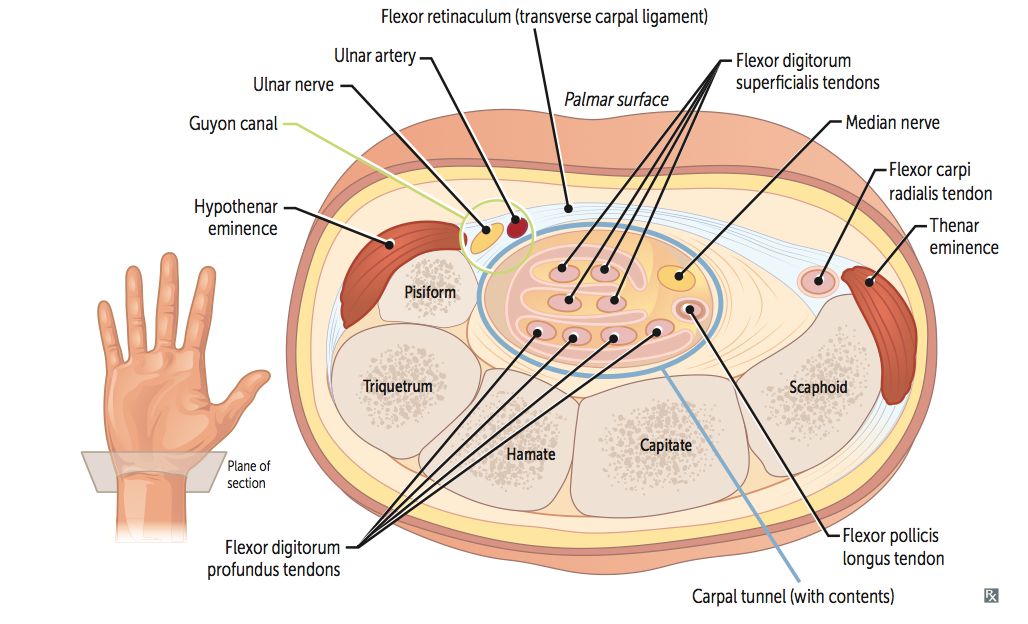 Flexor retinaculum (transverse carpal ligament)
Ulnar artery
Ulnar nerve
Guyon canal
Hypothenar
eminence
Palmar surface
Flexor digitorum
superficialis tendons
Median nerve
Flexor carpi
radialis tendon
Thenar
eminence
Pisiform
Triquetrum
Hamate
Capitate
Scaphoid
Plane of
section
Flexor digitorum
profundus tendons
Flexor pollicis
longus tendon
Carpal tunnel (with contents)
Rx